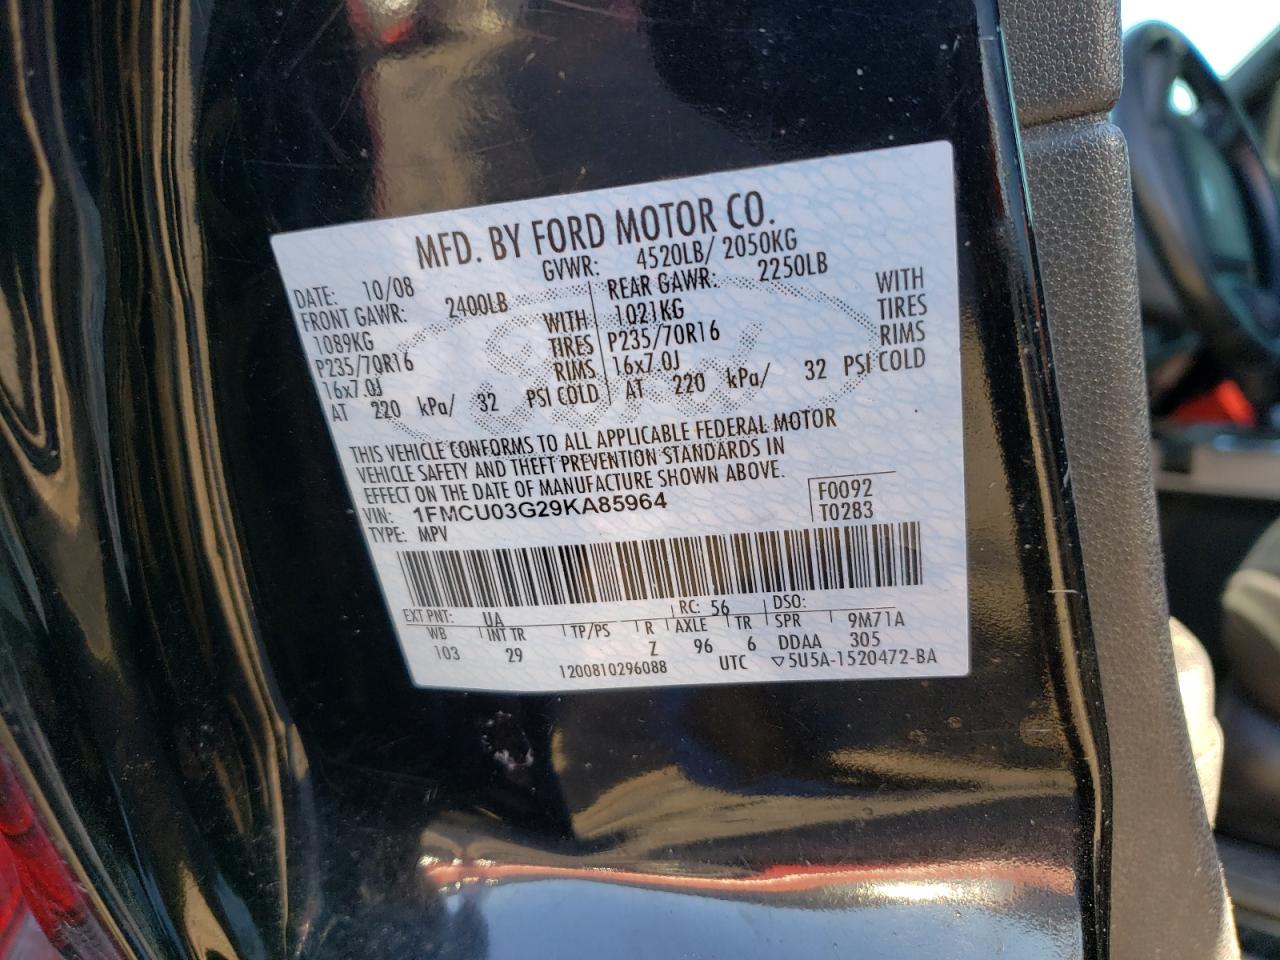 MFD. BY FORD MOTOR CO.
DATE: 10/08 GVWR: 4520LB/ 2050KG
FRONT GAWR: 2400LB REAR GAWR: 2250LB
1089KG WITH 1021KG WITH
P235/70R16 TIRES P235/70R16 TIRES
16x7.0J RIMS 16x7.0J RIMS
AT 220 kPa/ 32 PSI COLD AT 220 kPa/ 32 PSI COLD
THIS VEHICLE CONFORMS TO ALL APPLICABLE FEDERAL MOTOR
VEHICLE SAFETY AND THEFT PREVENTION STANDARDS IN
EFFECT ON THE DATE OF MANUFACTURE SHOWN ABOVE.
VIN: 1FMCU03G29KA85964 F0092
TYPE: MPV T0283
EXT PNT: UA RC: 56 DSO:
WB INT TR TP/PS R AXLE TR SPR 9M71A
103 29 Z 96 6 DDAA 305
1200810296088 UTC ▽5U5A-1520472-BA